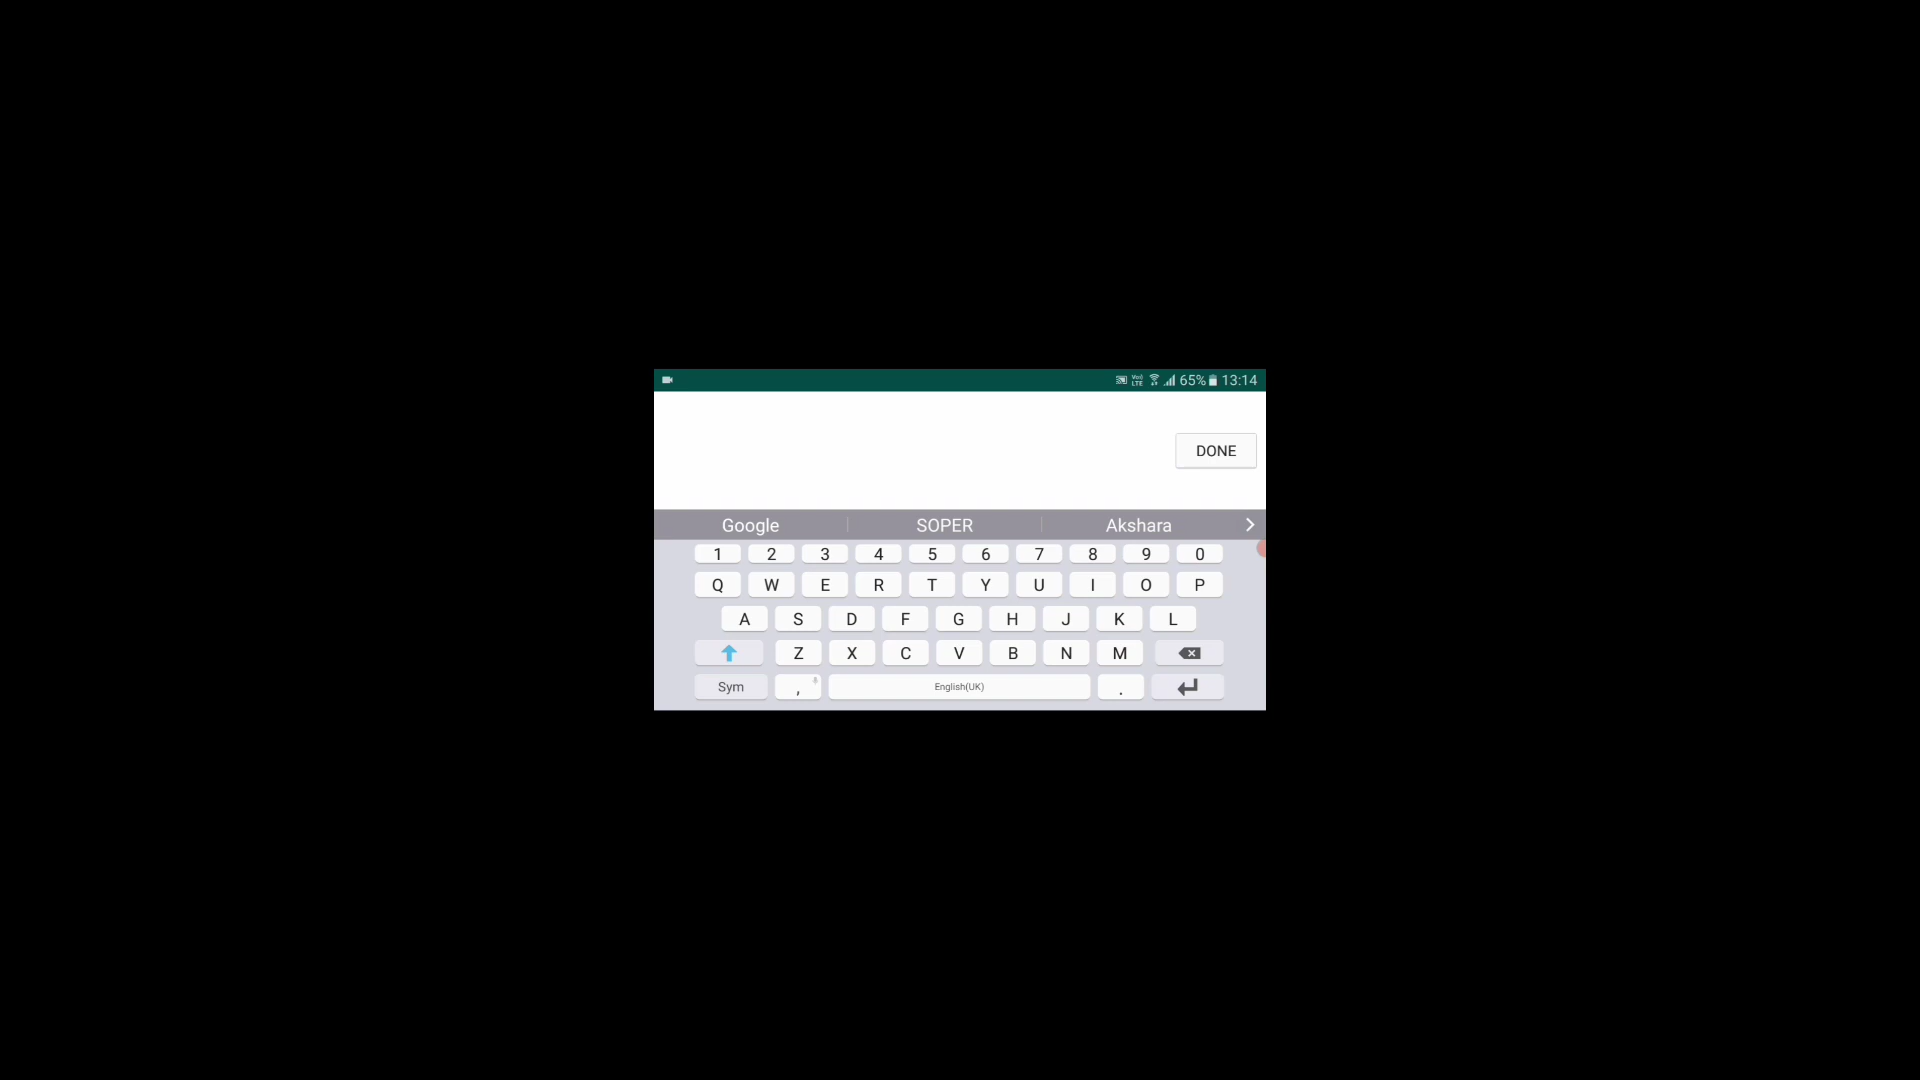 VoLTE 65% 13:14
DONE
Google SOPER Akshara
1 2 3 4 5 6 7 8 9 0
Q W E R T Y U I O P
A S D F G H J K L
Z X C V B N M
Sym , English(UK) .